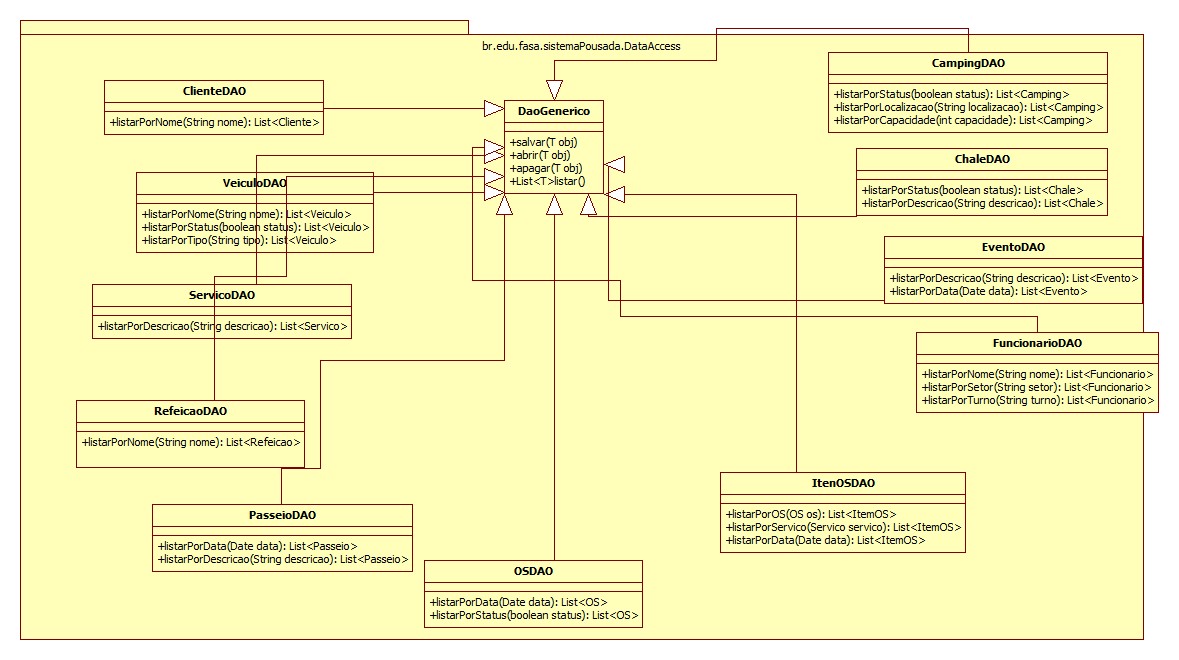 br.edu.fasa.sistemaPousada.DataAccess
ClienteDAO
+listarPorNome(String nome): List<Cliente>
DaoGenerico
+salvar(T obj)
+abrir(T obj)
+apagar(T obj)
+List<T>listar()
CampingDAO
+listarPorStatus(boolean status): List<Camping>
+listarPorLocalizacao(String localizacao): List<Camping>
+listarPorCapacidade(int capacidade): List<Camping>
ChaleDAO
+listarPorStatus(boolean status): List<Chale>
+listarPorDescricao(String descricao): List<Chale>
VeiculoDAO
+listarPorNome(String nome): List<Veiculo>
+listarPorStatus(boolean status): List<Veiculo>
+listarPorTipo(String tipo): List<Veiculo>
EventoDAO
+listarPorDescricao(String descricao): List<Evento>
+listarPorData(Date data): List<Evento>
ServicoDAO
+listarPorDescricao(String descricao): List<Servico>
FuncionarioDAO
+listarPorNome(String nome): List<Funcionario>
+listarPorSetor(String setor): List<Funcionario>
+listarPorTurno(String turno): List<Funcionario>
RefeicaoDAO
+listarPorNome(String nome): List<Refeicao>
ItenOSDAO
+listarPorOS(OS os): List<ItemOS>
+listarPorServico(Servico servico): List<ItemOS>
+listarPorData(Date data): List<ItemOS>
PasseioDAO
+listarPorData(Date data): List<Passeio>
+listarPorDescricao(String descricao): List<Passeio>
OSDAO
+listarPorData(Date data): List<OS>
+listarPorStatus(boolean status): List<OS>